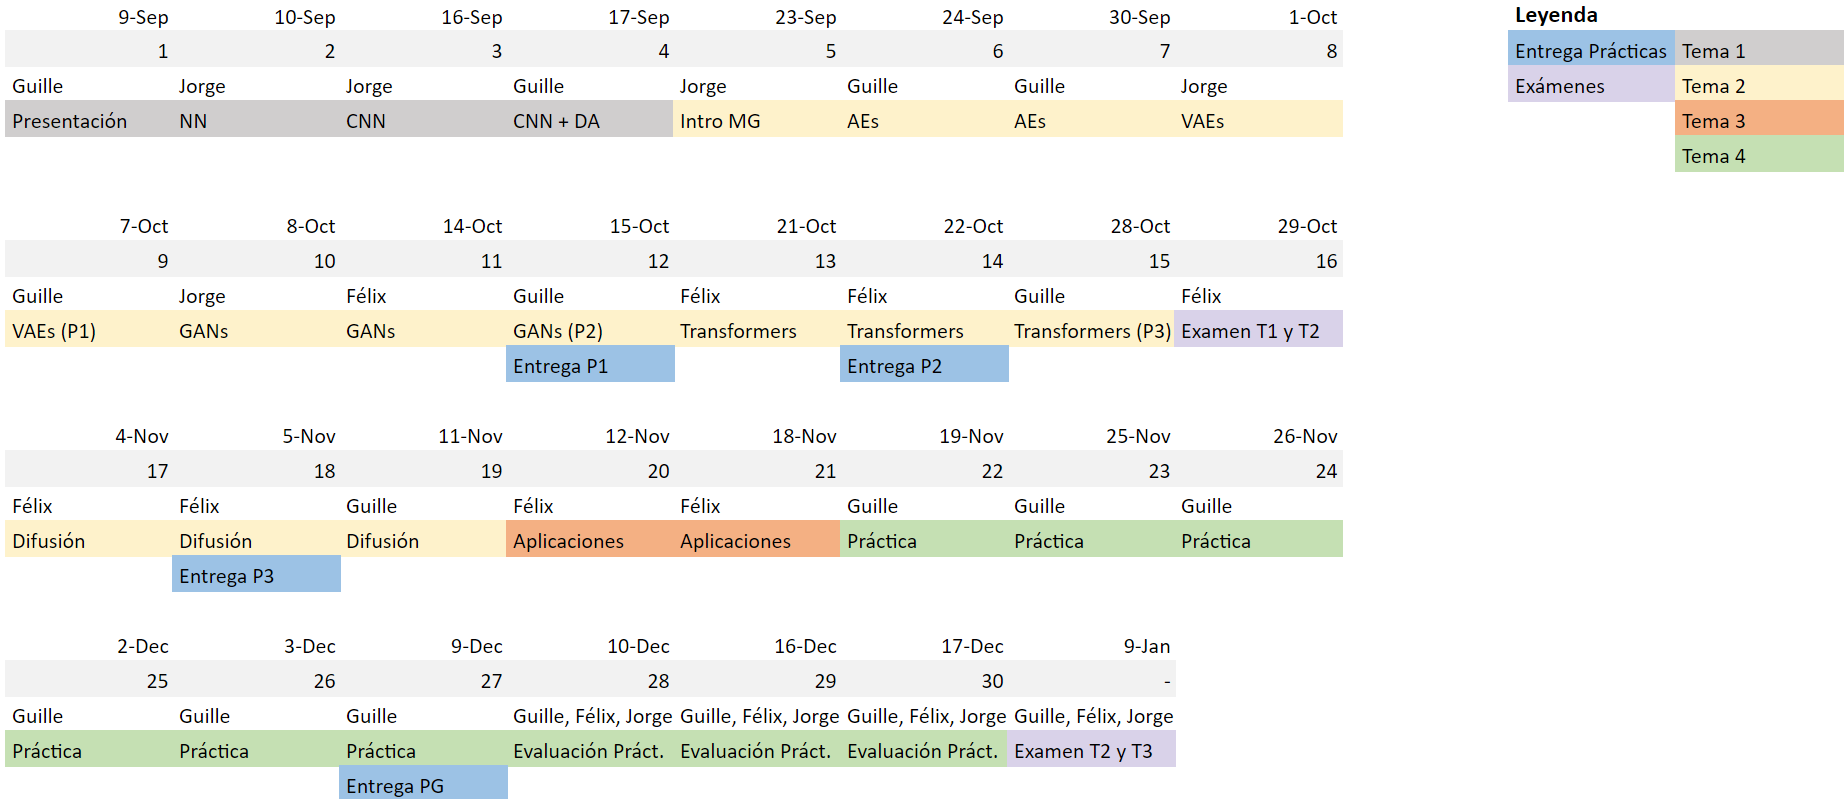 9-Sep 10-Sep 16-Sep 17-Sep 23-Sep 24-Sep 30-Sep 1-Oct
1 2 3 4 5 6 7 8
Guille Jorge Jorge Guille Jorge Guille Guille Jorge
Presentación NN CNN CNN + DA Intro MG AEs AEs VAEs
Leyenda
Entrega Prácticas Tema 1
Exámenes Tema 2
Tema 3
Tema 4
7-Oct 8-Oct 14-Oct 15-Oct 21-Oct 22-Oct 28-Oct 29-Oct
9 10 11 12 13 14 15 16
Guille Jorge Félix Guille Félix Félix Guille Félix
VAEs (P1) GANs GANs GANs (P2) Transformers Transformers Transformers (P3) Examen T1 y T2
Entrega P1 Entrega P2
4-Nov 5-Nov 11-Nov 12-Nov 18-Nov 19-Nov 25-Nov 26-Nov
17 18 19 20 21 22 23 24
Félix Félix Guille Félix Félix Guille Guille Guille
Difusión Difusión Difusión Aplicaciones Aplicaciones Práctica Práctica Práctica
Entrega P3
2-Dec 3-Dec 9-Dec 10-Dec 16-Dec 17-Dec 9-Jan
25 26 27 28 29 30 -
Guille Guille Guille Guille, Félix, Jorge Guille, Félix, Jorge Guille, Félix, Jorge Guille, Félix, Jorge
Práctica Práctica Práctica Evaluación Práct. Evaluación Práct. Evaluación Práct. Examen T2 y T3
Entrega PG